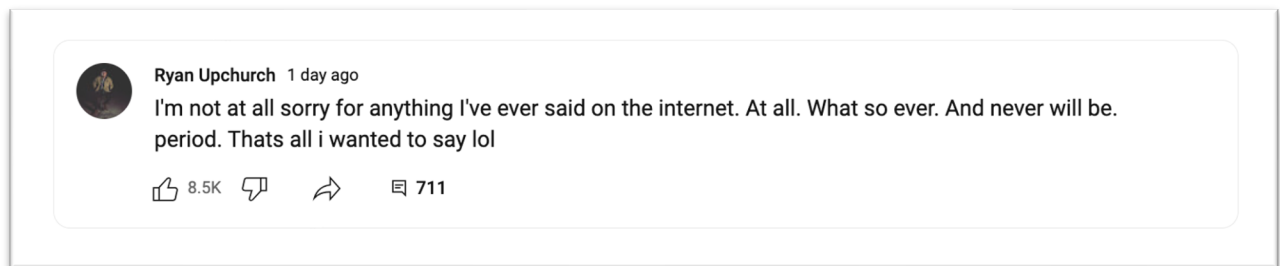 Ryan Upchurch 1 day ago
I'm not at all sorry for anything I've ever said on the internet. At all. What so ever. And never will be.
period. Thats all i wanted to say lol
8.5K 711